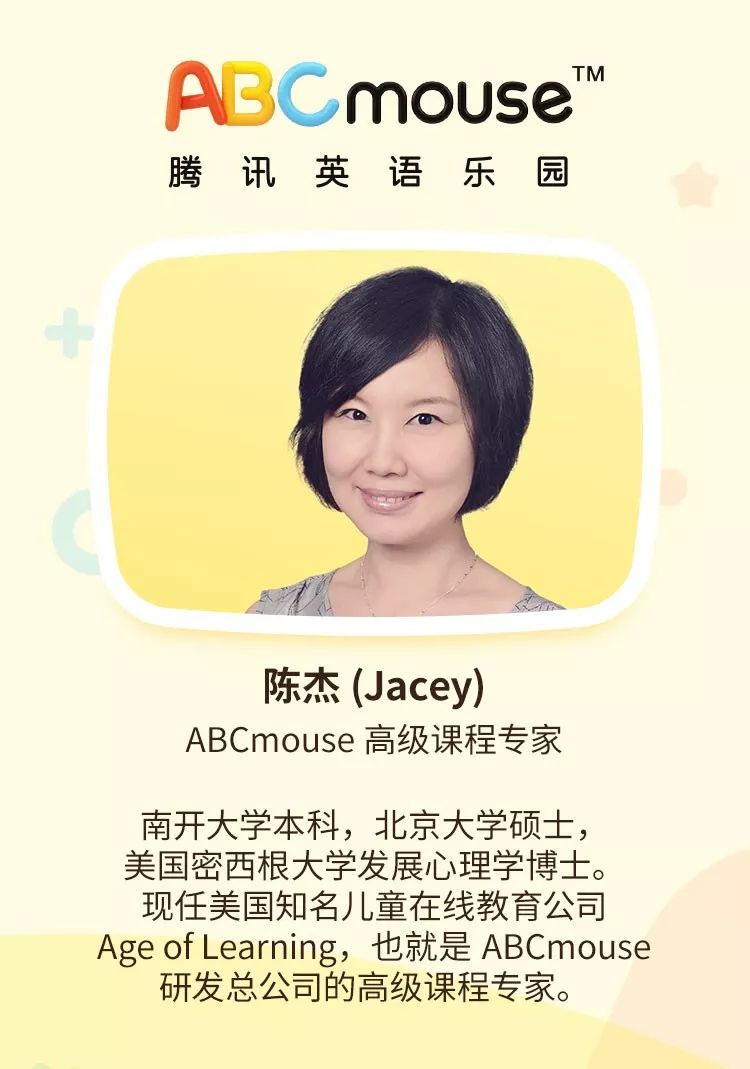 ABCmouse™
腾讯英语乐园
陈杰 (Jacey)
ABCmouse 高级课程专家
南开大学本科，北京大学硕士，
美国密西根大学发展心理学博士。
现任美国知名儿童在线教育公司
Age of Learning，也就是 ABCmouse
研发总公司的高级课程专家。